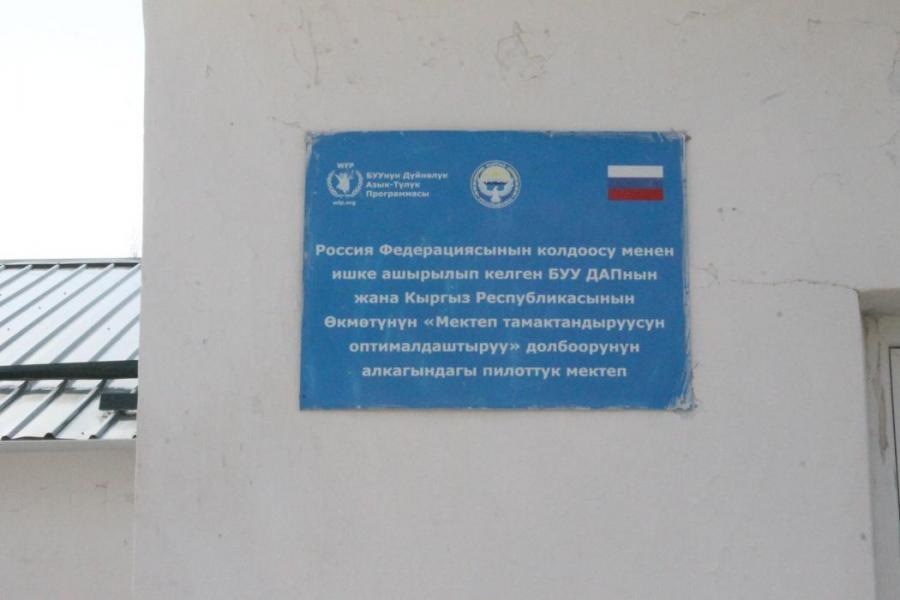 WFP
wfp.org
БУУнун Дүйнөлүк
Азык-Түлүк
Программасы
Россия Федерациясынын колдоосу менен
ишке ашырылып келген БУУ ДАПнын
жана Кыргыз Республикасынын
Өкмөтүнүн «Мектеп тамактандыруусун
оптималдаштыруу» долбоорунун
алкагындагы пилоттук мектеп